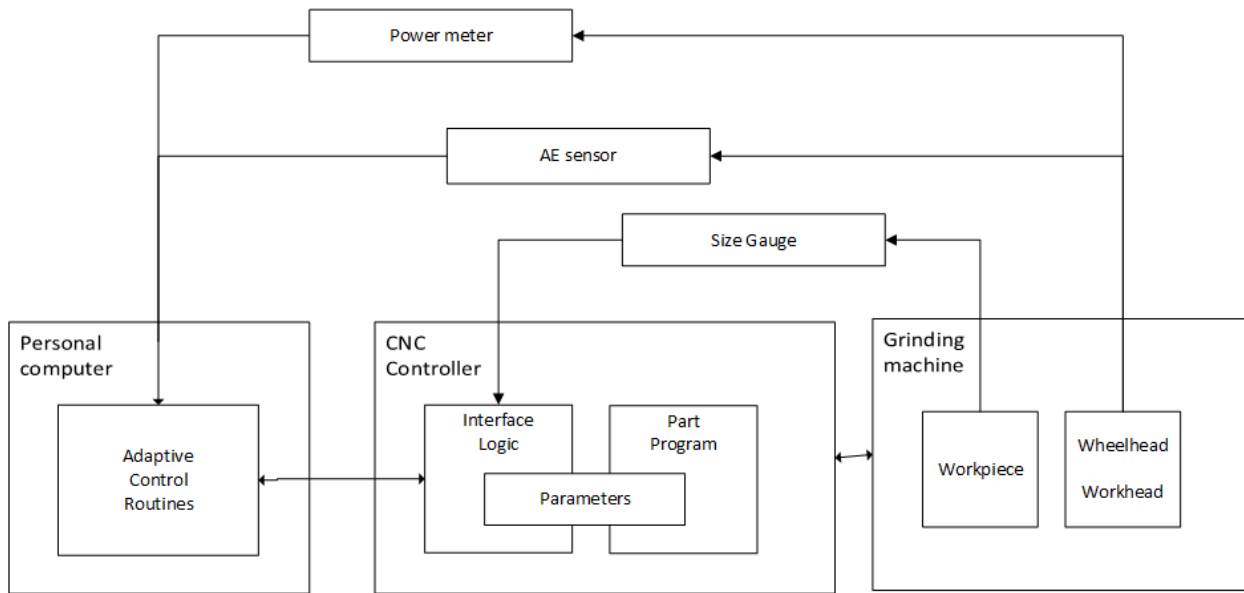 Power meter
AE sensor
Size Gauge
Personal
computer
Adaptive
Control
Routines
CNC
Controller
Interface
Logic
Part
Program
Parameters
Grinding
machine
Workpiece
Wheelhead
Workhead